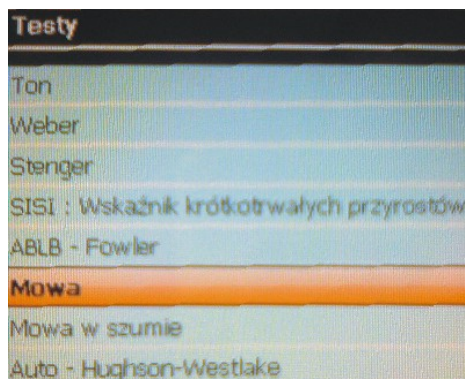 Testy
Ton
Weber
Stenger
SISI : Wskaźnik krótkotrwałych przyrostów
ABLB - Fowler
Mowa
Mowa w szumie
Auto - Hughson-Westlake